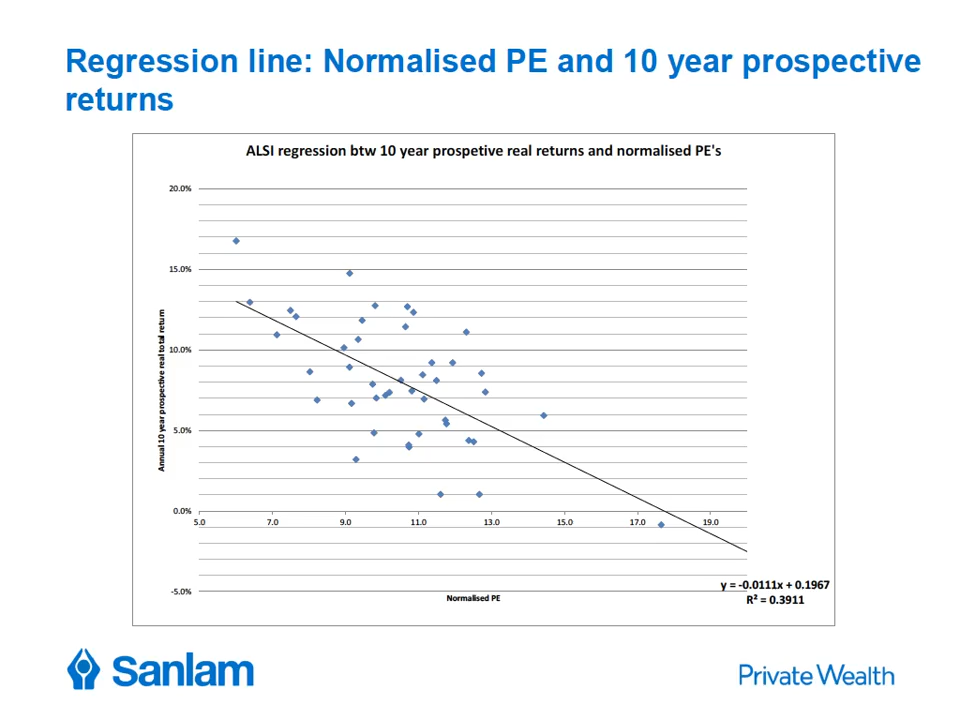 Regression line: Normalised PE and 10 year prospective
returns
ALSI regression btw 10 year prospetive real returns and normalised PE's
20.0%
15.0%
10.0%
5.0%
0.0%
-5.0%
Annual 10 year prospective real total return
5.0 7.0 9.0 11.0 13.0 15.0 17.0 19.0
Normalised PE
y = -0.0111x + 0.1967
R² = 0.3911
Sanlam
Private Wealth